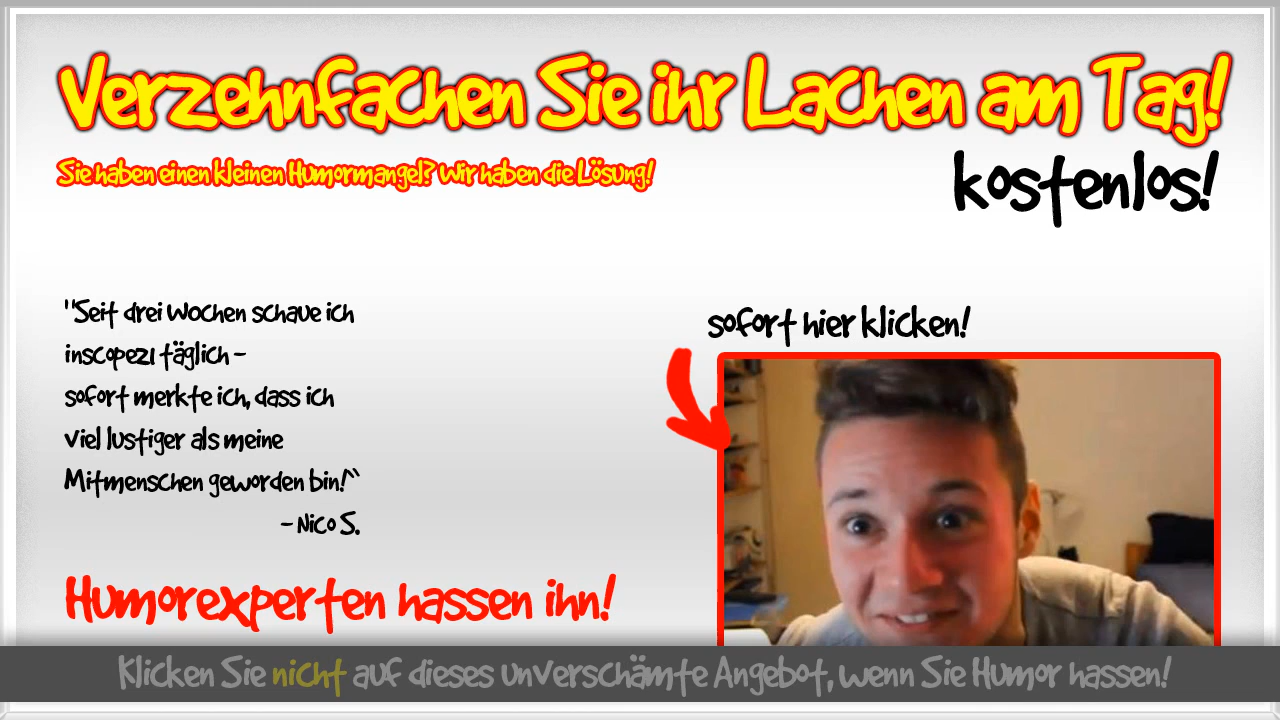 Verzehnfachen Sie ihr Lachen am Tag!
Sie haben einen kleinen Humormangel? Wir haben die Lösung!
kostenlos!
"Seit drei Wochen schaue ich
inscope21 täglich -
sofort merkte ich, dass ich
viel lustiger als meine
Mitmenschen geworden bin!"
- Nico S.
sofort hier klicken!
Humorexperten hassen ihn!
Klicken Sie nicht auf dieses unverschämte Angebot, wenn Sie Humor hassen!